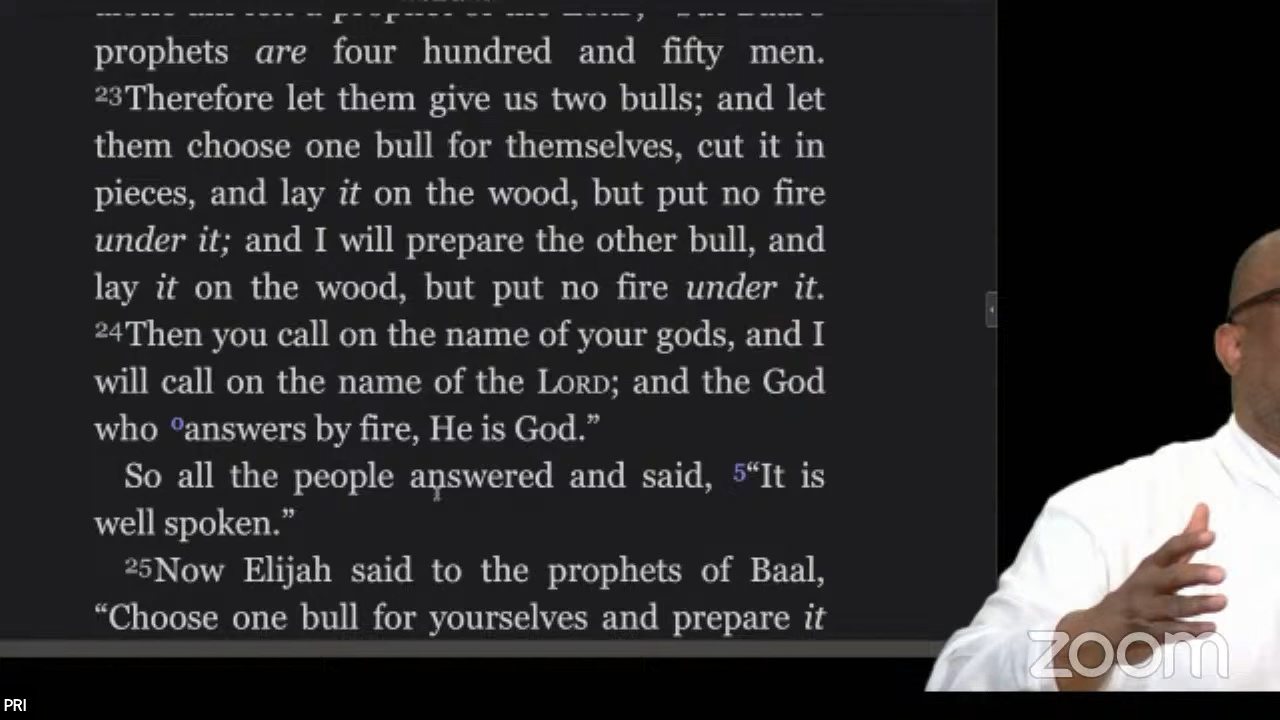 prophets are four hundred and fifty men.
23Therefore let them give us two bulls; and let
them choose one bull for themselves, cut it in
pieces, and lay it on the wood, but put no fire
under it; and I will prepare the other bull, and
lay it on the wood, but put no fire under it.
24Then you call on the name of your gods, and I
will call on the name of the LORD; and the God
who oanswers by fire, He is God.”
So all the people answered and said, 5“It is
well spoken.”
25Now Elijah said to the prophets of Baal,
“Choose one bull for yourselves and prepare it
zoom
PRI